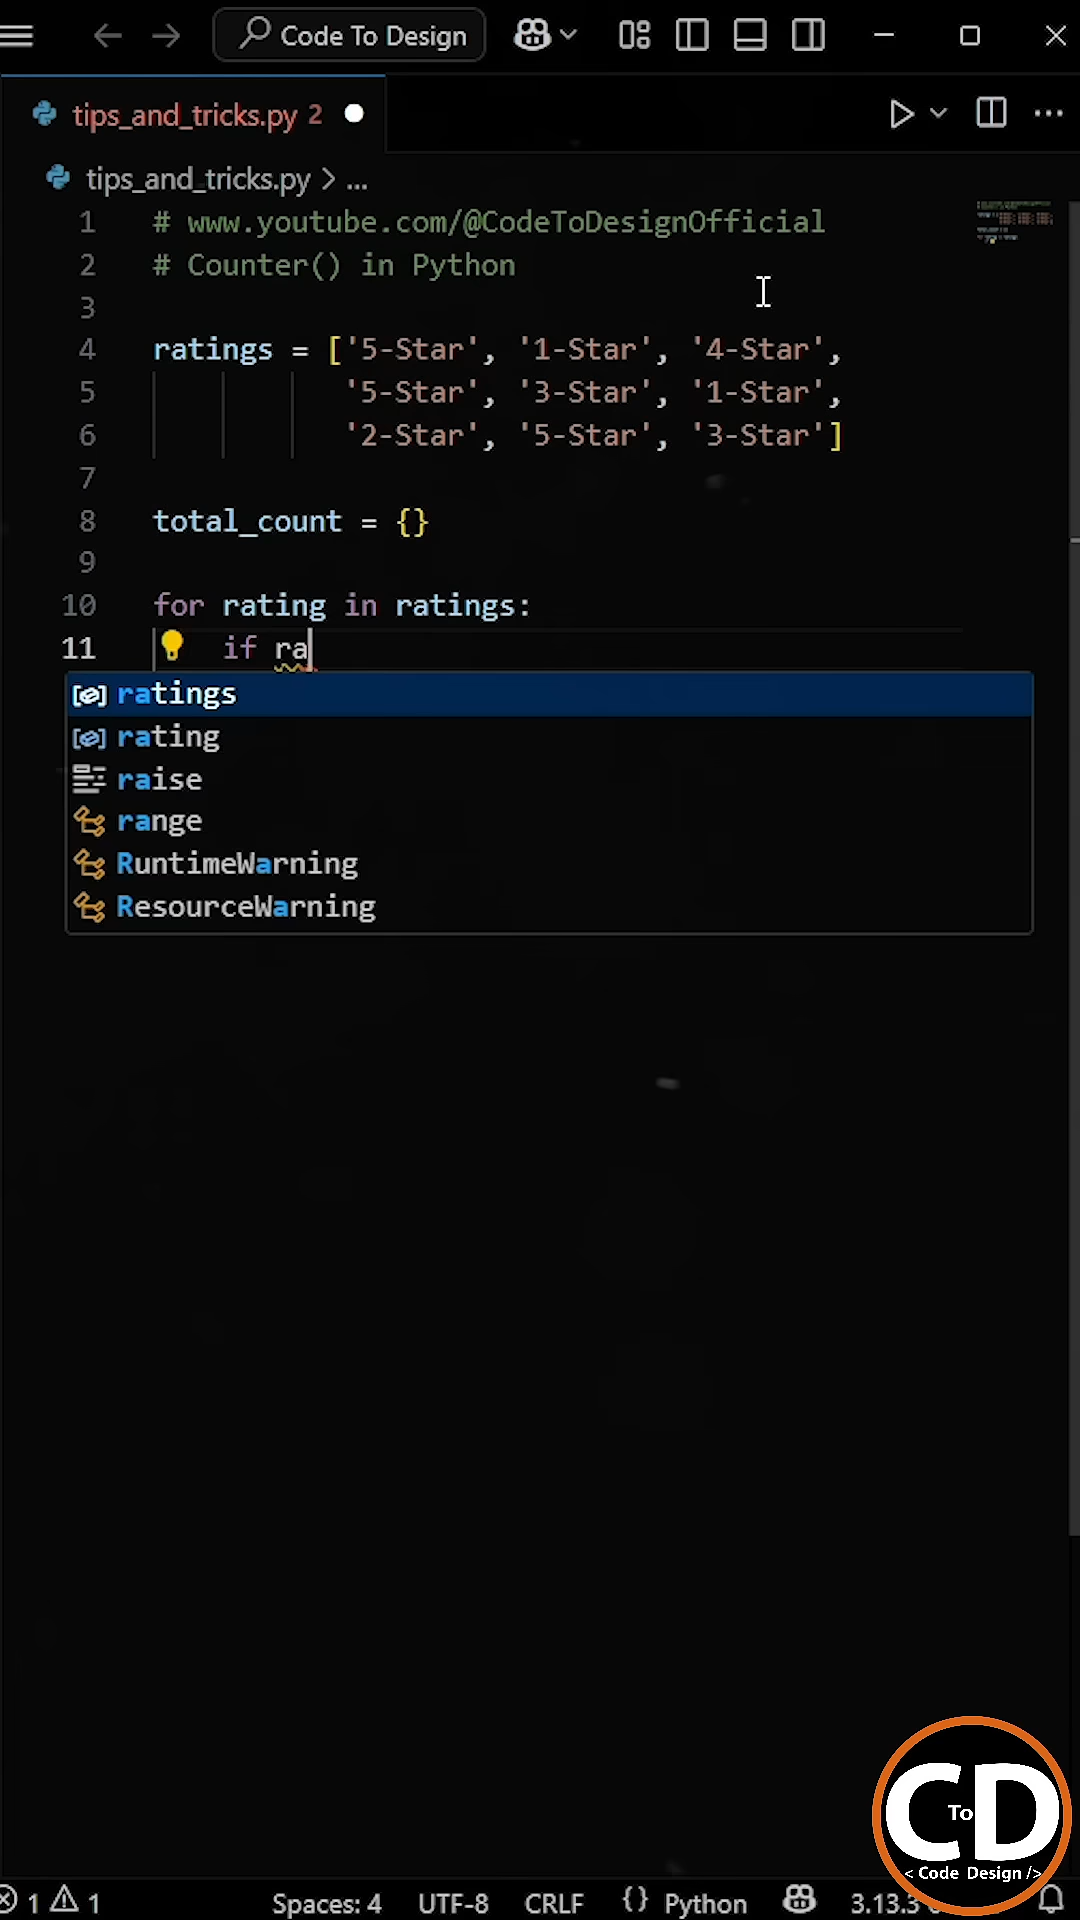 Code To Design
tips_and_tricks.py 2
tips_and_tricks.py > ...
1 # www.youtube.com/@CodeToDesignOfficial
2 # Counter() in Python
3
4 ratings = ['5-Star', '1-Star', '4-Star',
5 '5-Star', '3-Star', '1-Star',
6 '2-Star', '5-Star', '3-Star']
7
8 total_count = {}
9
10 for rating in ratings:
11 if ra
ratings
rating
raise
range
RuntimeWarning
ResourceWarning
C To D
< Code Design />
1 1 Spaces: 4 UTF-8 CRLF {} Python 3.13.3